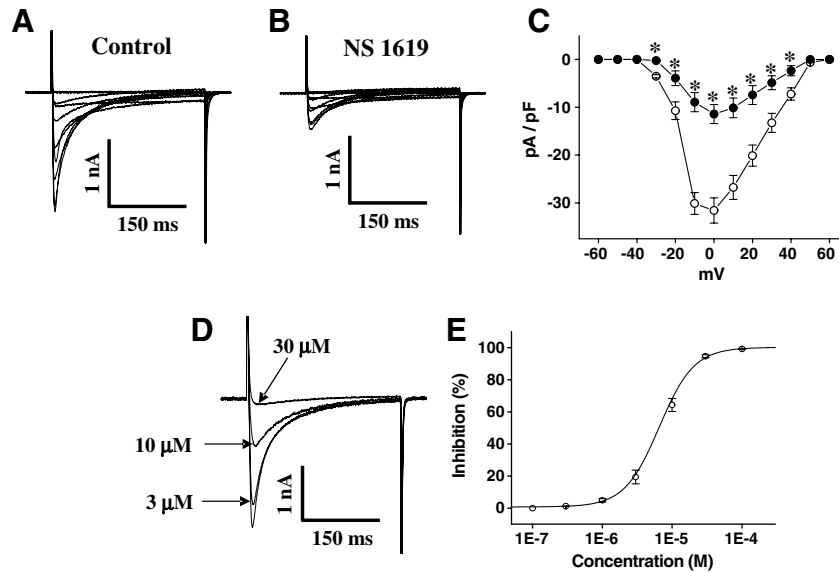 A
Control
1 nA
150 ms
B
NS 1619
1 nA
150 ms
C
* * * * * * * *
0
-10
-20
-30
pA / pF
-60 -40 -20 0 20 40 60
mV
D
30 μM
10 μM
3 μM
1 nA
150 ms
E
100
80
60
40
20
0
Inhibition (%)
1E-7 1E-6 1E-5 1E-4
Concentration (M)